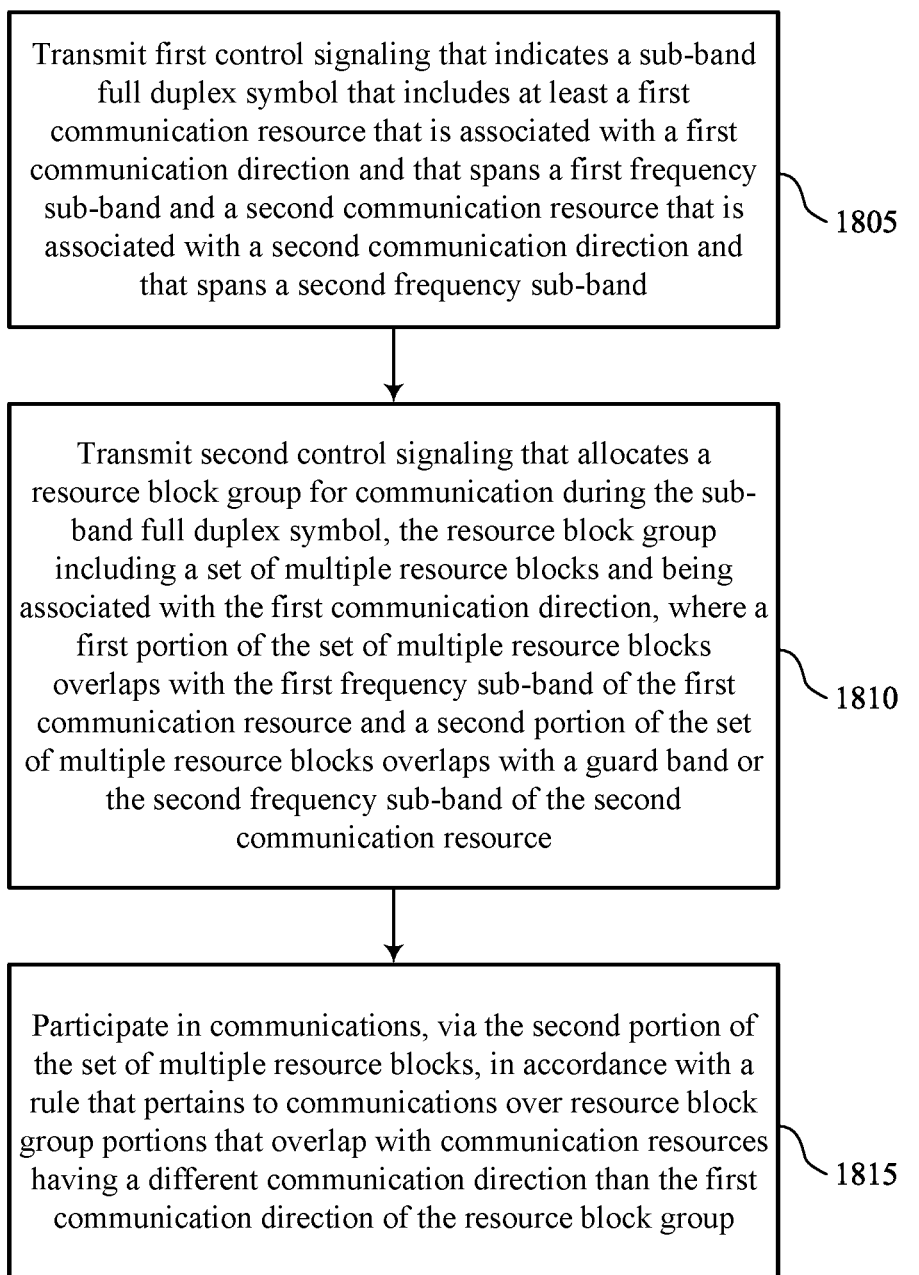 Transmit first control signaling that indicates a sub-band
full duplex symbol that includes at least a first
communication resource that is associated with a first
communication direction and that spans a first frequency
sub-band and a second communication resource that is
associated with a second communication direction and
that spans a second frequency sub-band
1805
Transmit second control signaling that allocates a
resource block group for communication during the sub-
band full duplex symbol, the resource block group
including a set of multiple resource blocks and being
associated with the first communication direction, where a
first portion of the set of multiple resource blocks
overlaps with the first frequency sub-band of the first
communication resource and a second portion of the set
of multiple resource blocks overlaps with a guard band or
the second frequency sub-band of the second
communication resource
1810
Participate in communications, via the second portion of
the set of multiple resource blocks, in accordance with a
rule that pertains to communications over resource block
group portions that overlap with communication resources
having a different communication direction than the first
communication direction of the resource block group
1815